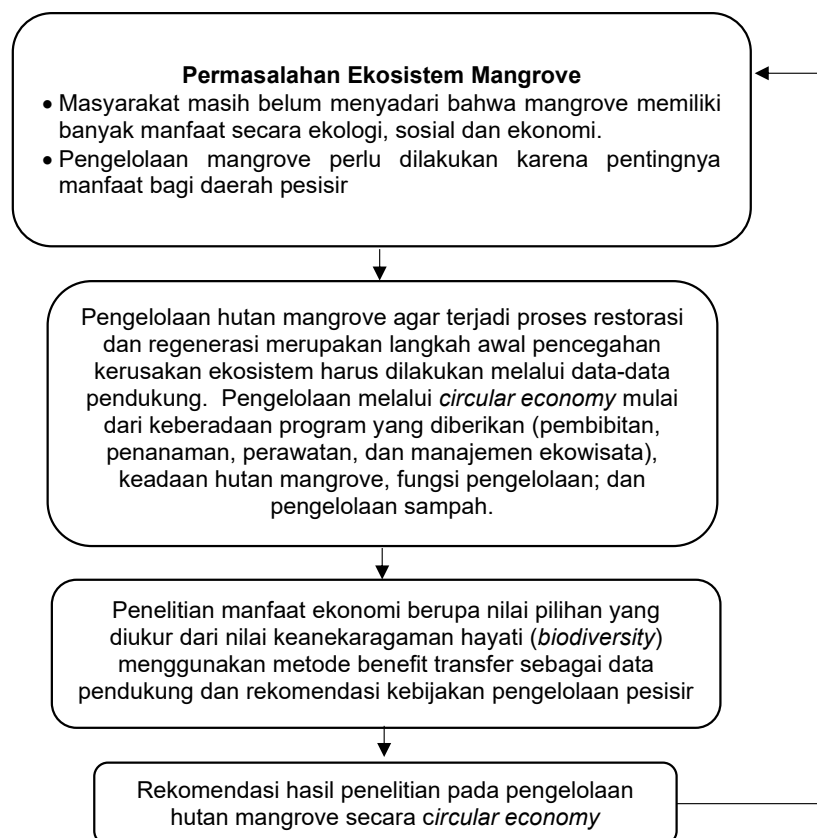 Permasalahan Ekosistem Mangrove
• Masyarakat masih belum menyadari bahwa mangrove memiliki
banyak manfaat secara ekologi, sosial dan ekonomi.
• Pengelolaan mangrove perlu dilakukan karena pentingnya
manfaat bagi daerah pesisir
Pengelolaan hutan mangrove agar terjadi proses restorasi
dan regenerasi merupakan langkah awal pencegahan
kerusakan ekosistem harus dilakukan melalui data-data
pendukung. Pengelolaan melalui circular economy mulai
dari keberadaan program yang diberikan (pembibitan,
penanaman, perawatan, dan manajemen ekowisata),
keadaan hutan mangrove, fungsi pengelolaan; dan
pengelolaan sampah.
Penelitian manfaat ekonomi berupa nilai pilihan yang
diukur dari nilai keanekaragaman hayati (biodiversity)
menggunakan metode benefit transfer sebagai data
pendukung dan rekomendasi kebijakan pengelolaan pesisir
Rekomendasi hasil penelitian pada pengelolaan
hutan mangrove secara circular economy